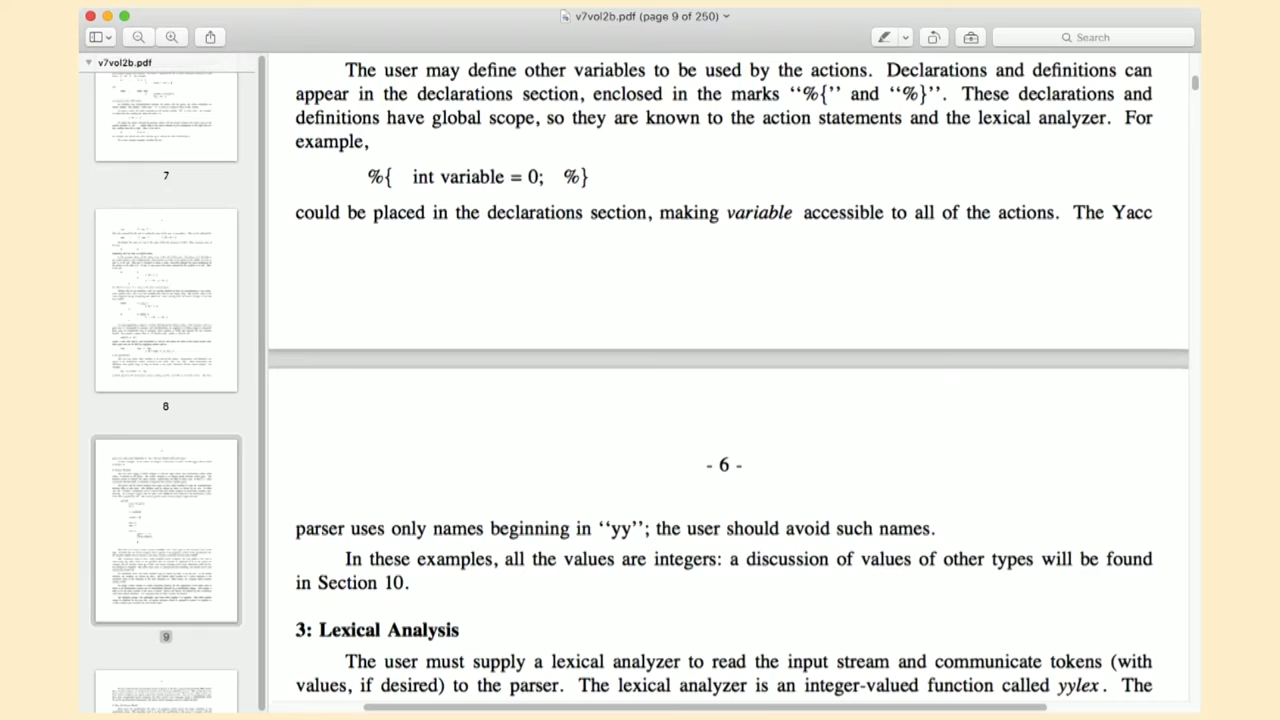 v7vol2b.pdf (page 9 of 250)
Search
v7vol2b.pdf
7
8
9
The user may define other variables to be used by the actions. Declarations and definitions can
appear in the declarations section, enclosed in the marks ‘‘%{’’ and ‘‘%}’’. These declarations and
definitions have global scope, so they are known to the action statements and the lexical analyzer. For
example,
%{ int variable = 0; %}
could be placed in the declarations section, making variable accessible to all of the actions. The Yacc
- 6 -
parser uses only names beginning in ‘‘yy’’; the user should avoid such names.
In these examples, all the values are integers: a discussion of values of other types will be found
in Section 10.
3: Lexical Analysis
The user must supply a lexical analyzer to read the input stream and communicate tokens (with
values, if desired) to the parser. The lexical analyzer is an integer-valued function called yylex. The